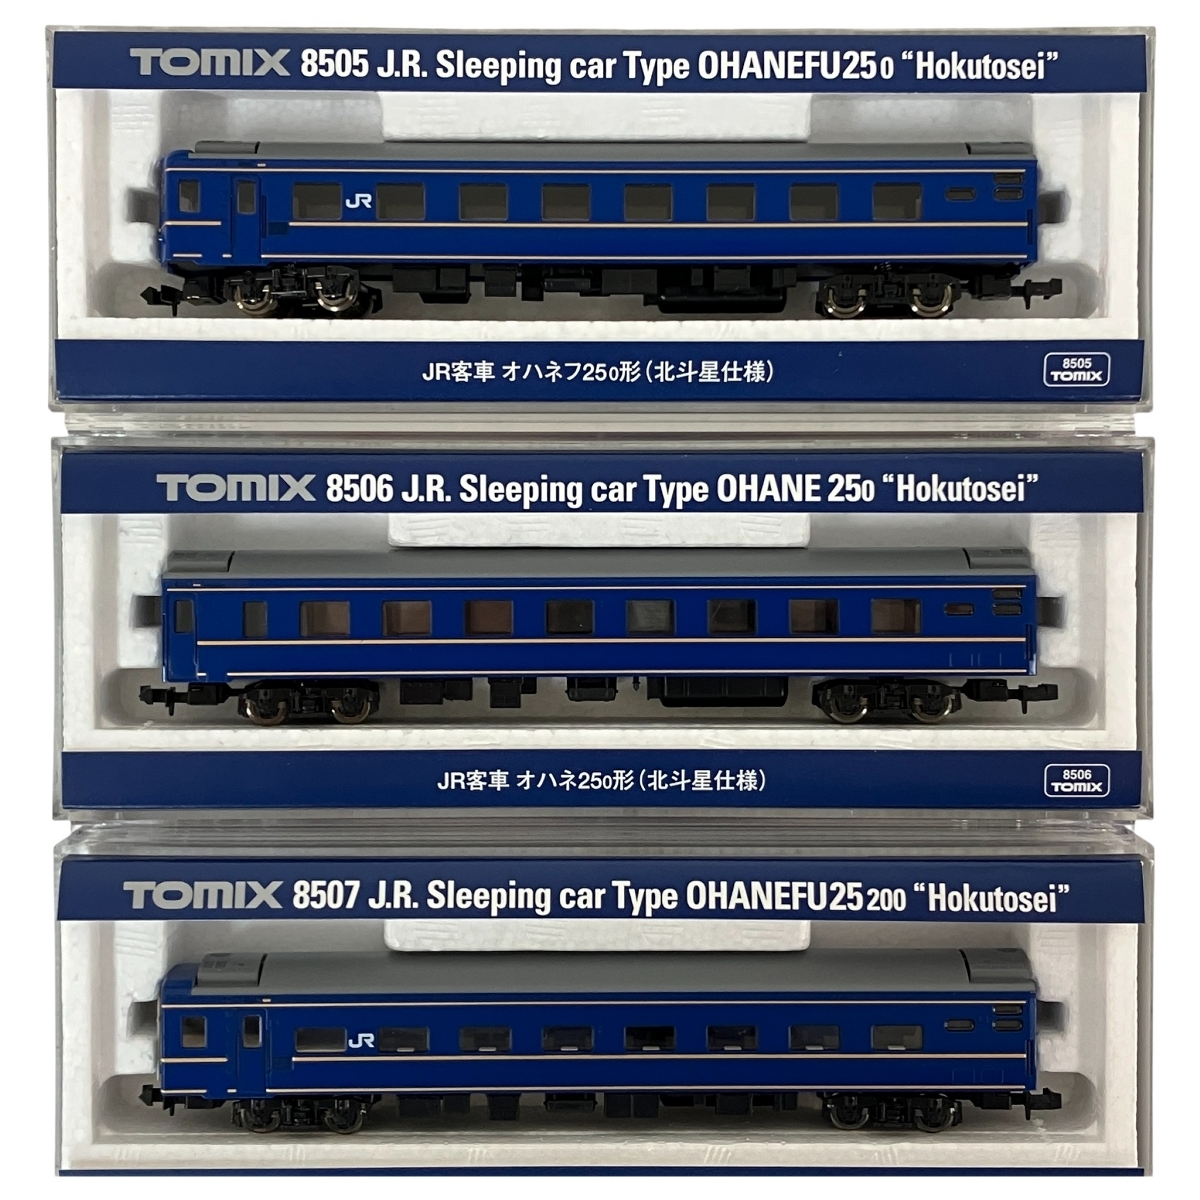 TOMIX 8505 J.R. Sleeping car Type OHANEFU25 0 “Hokutosei”
JR
JR客車 オハネフ25 0形(北斗星仕様)
8505
TOMIX
TOMIX 8506 J.R. Sleeping car Type OHANE 25 0 “Hokutosei”
JR客車 オハネ25 0形(北斗星仕様)
8506
TOMIX
TOMIX 8507 J.R. Sleeping car Type OHANEFU25 200 “Hokutosei”
JR